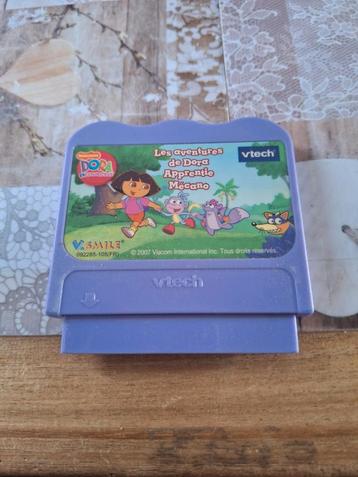 nickelodeon
DORA
Les aventures
de Dora
Apprentie
Mécano
vtech
V.SMILE
© 2007 Viacom International Inc. Tous droits réservés.
092285-105(FR)
vtech